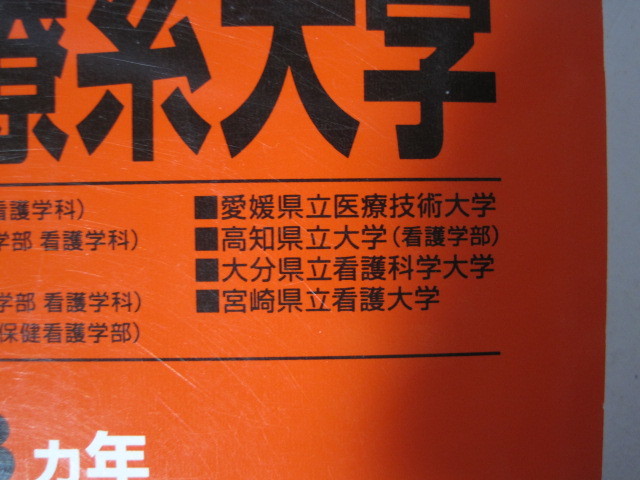 療系大学
看護学科）
学部 看護学科）
学部 看護学科）
保健看護学部）
■愛媛県立医療技術大学
■高知県立大学（看護学部）
■大分県立看護科学大学
■宮崎県立看護大学
3ヵ年